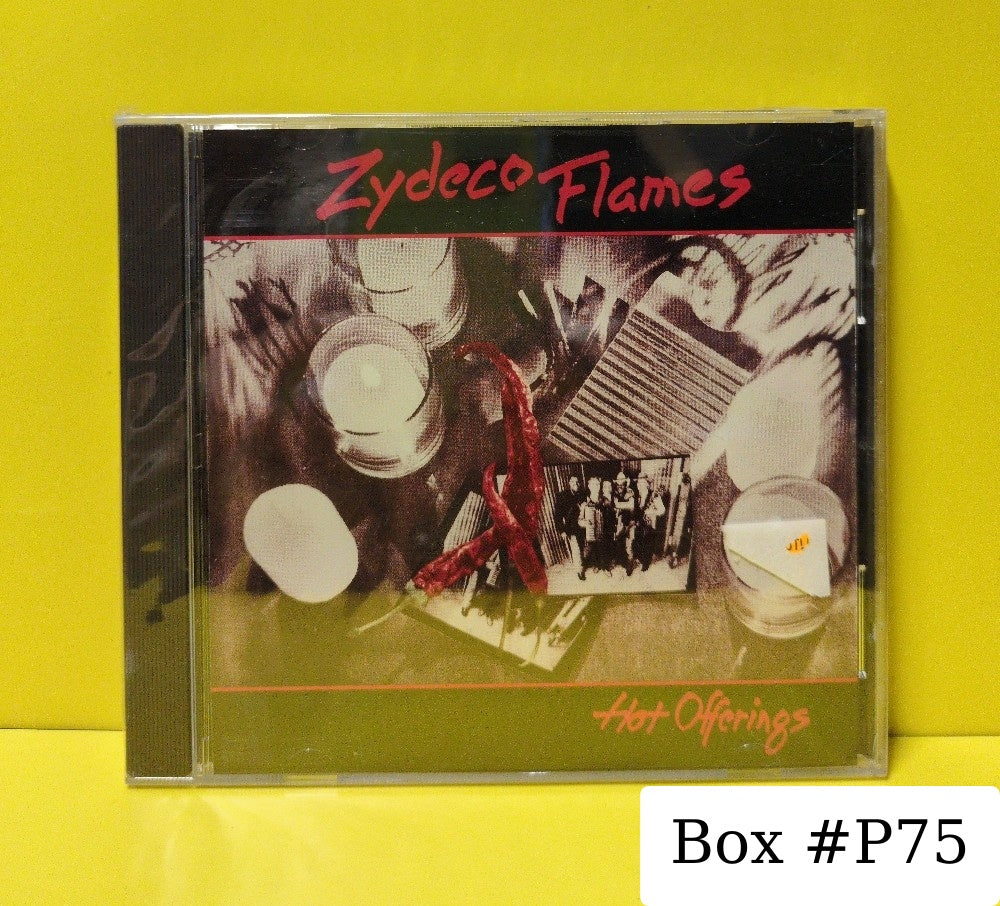 Zydeco Flames
Hot Offerings
Box #P75